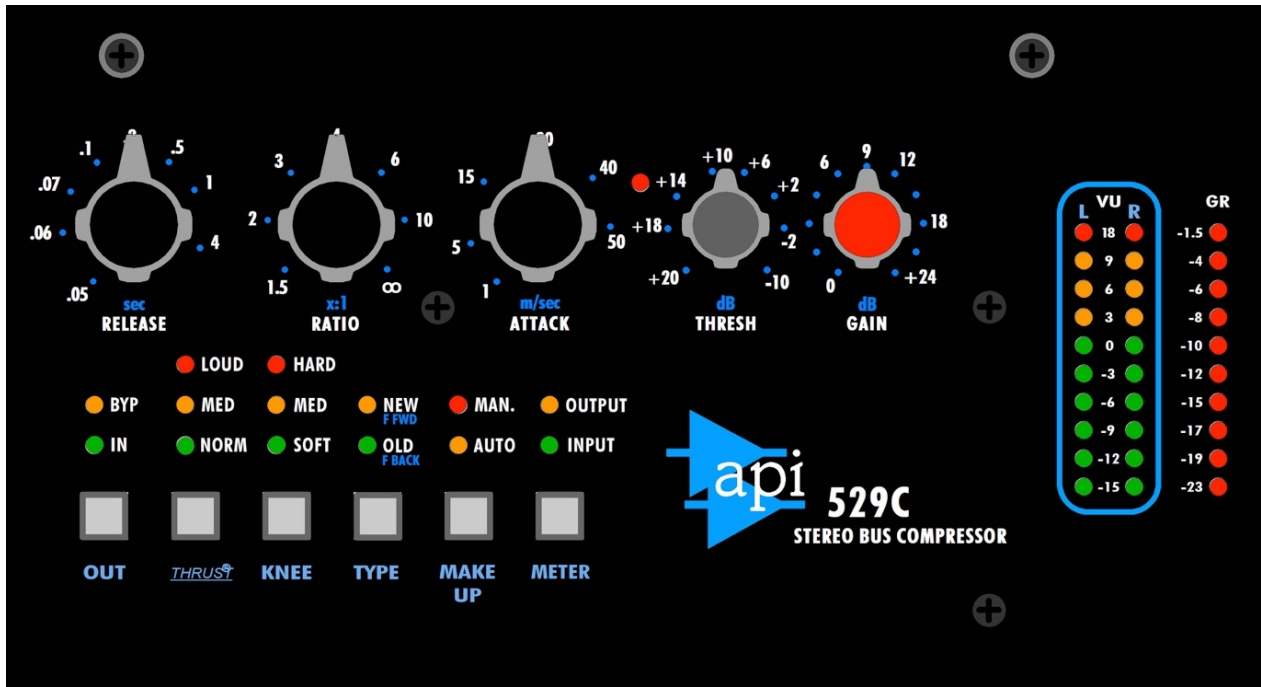 .05 .06 .07 .1 .5 1 4
sec
RELEASE
1.5 2 3 4 6 10 ∞
x:1
RATIO
1 5 15 40 50
m/sec
ATTACK
+20 +18 +14 +10 +6 +2 -2 -10
dB
THRESH
0 6 9 12 18 +24
dB
GAIN
VU
L R
18
9
6
3
0
-3
-6
-9
-12
-15
GR
-1.5
-4
-6
-8
-10
-12
-15
-17
-19
-23
LOUD HARD
BYP MED MED NEW MAN. OUTPUT
F FWD
IN NORM SOFT OLD AUTO INPUT
F BACK
OUT THRUST KNEE TYPE MAKE METER
UP
api
529C
STEREO BUS COMPRESSOR